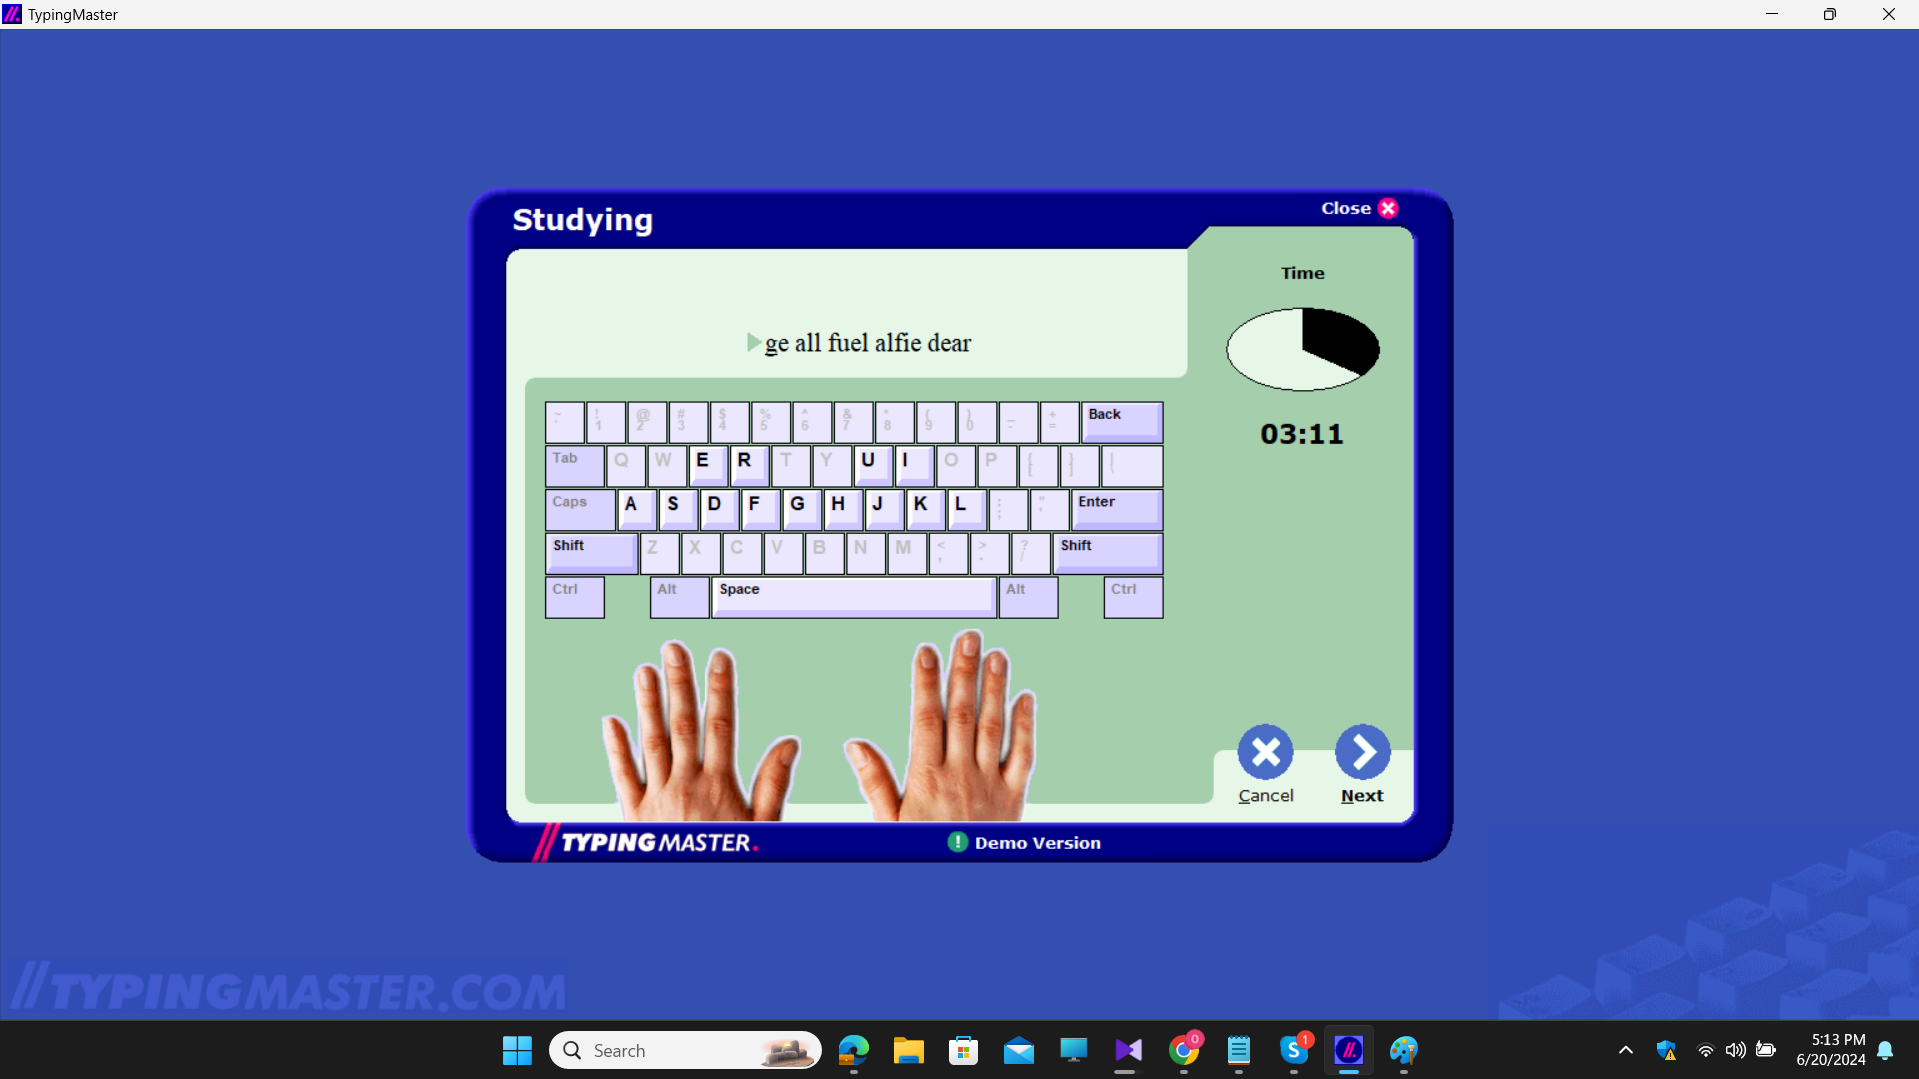 TypingMaster
Studying
Close
Time
ge all fuel alfie dear
03:11
~ ` ! 1 @ 2 # 3 $ 4 % 5 ^ 6 & 7 * 8 ( 9 ) 0 _ - + = Back
Tab Q W E R T Y U I O P { [ } ] | \
Caps A S D F G H J K L : ; " ' Enter
Shift Z X C V B N M < , > . ? / Shift
Ctrl Alt Space Alt Ctrl
Cancel
Next
TYPING MASTER.
! Demo Version
//TYPINGMASTER.COM
Search
0
S
1
5:13 PM
6/20/2024